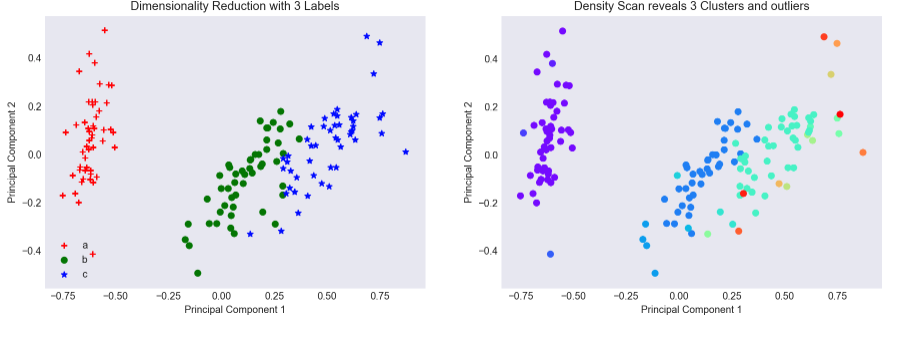 Dimensionality Reduction with 3 Labels
0.4
0.2
0.0
−0.2
−0.4
Principal Component 2
a
b
c
−0.75 −0.50 −0.25 0.00 0.25 0.50 0.75
Principal Component 1
Density Scan reveals 3 Clusters and outliers
0.4
0.2
0.0
−0.2
−0.4
Principal Component 2
−0.75 −0.50 −0.25 0.00 0.25 0.50 0.75
Principal Component 1